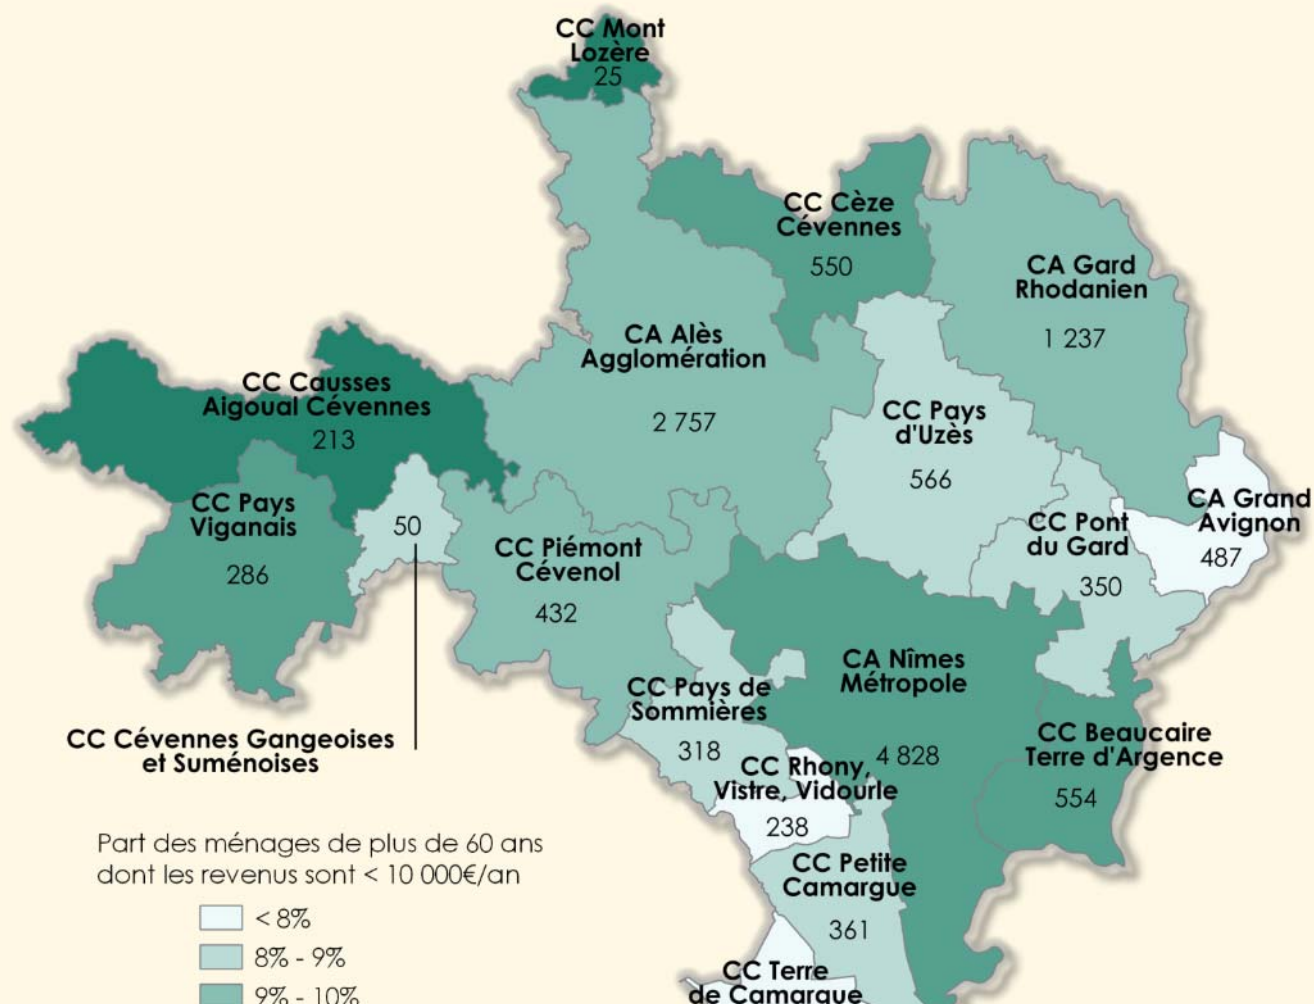 CC Mont
Lozère
25
CC Cèze
Cévennes
550
CA Gard
Rhodanien
1 237
CA Alès
Agglomération
2 757
CC Causses
Aigoual Cévennes
213
CC Pays
d'Uzès
566
CC Pays
Viganais
286
50
CC Piémont
Cévenol
432
CC Pont
du Gard
350
CA Grand
Avignon
487
CA Nîmes
Métropole
4 828
CC Pays de
Sommières
318
CC Cévennes Gangeoises
et Suménoises
CC Beaucaire
Terre d'Argence
554
CC Rhony,
Vistre, Vidourle
238
CC Petite
Camargue
361
CC Terre
de Camargue
Part des ménages de plus de 60 ans
dont les revenus sont < 10 000€/an
< 8%
8% - 9%
9% - 10%